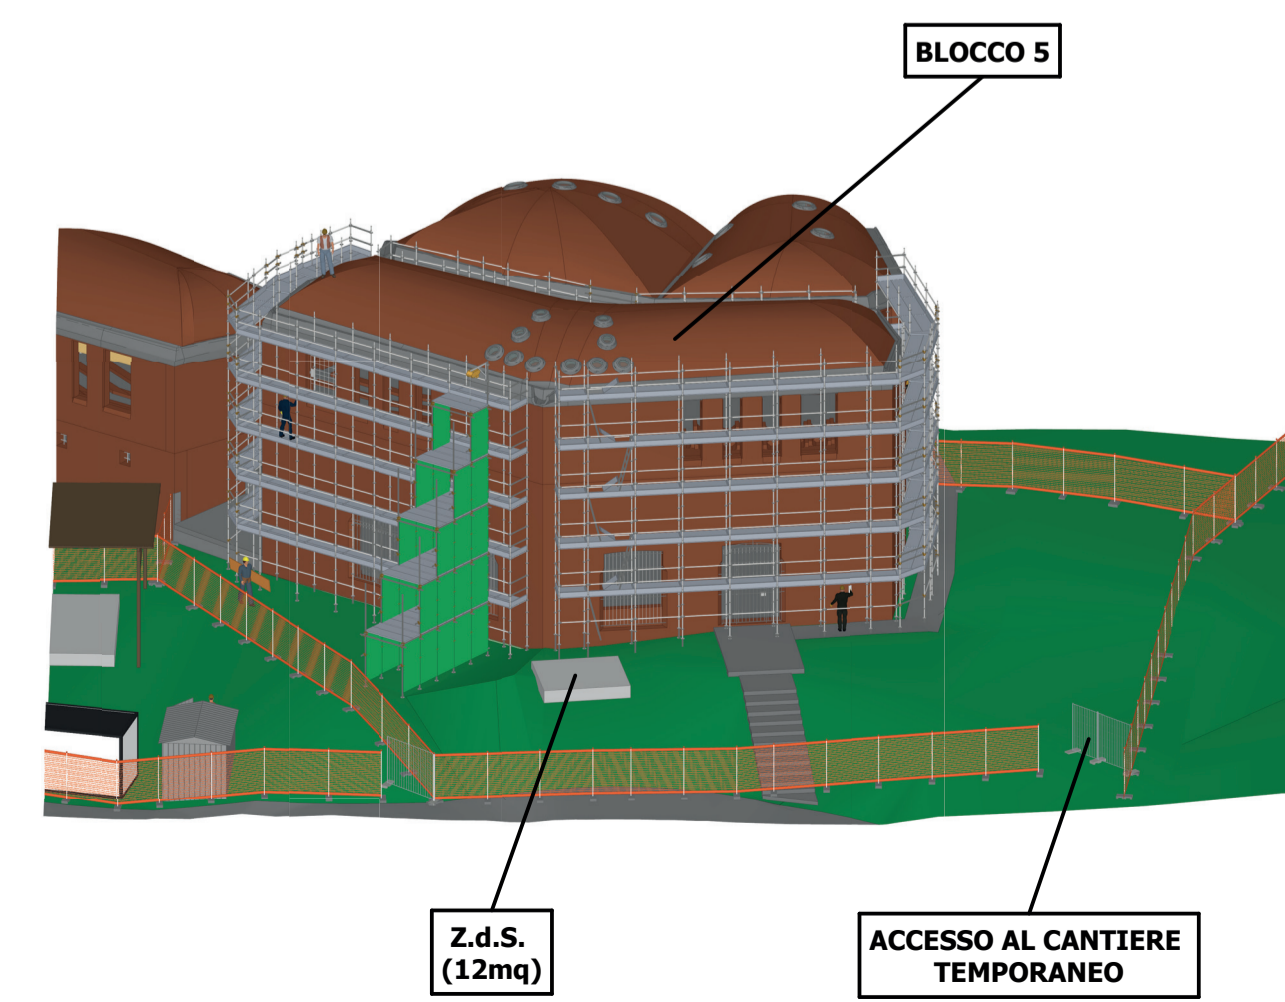 BLOCCO 5
Z.d.S.
(12mq)
ACCESSO AL CANTIERE
TEMPORANEO